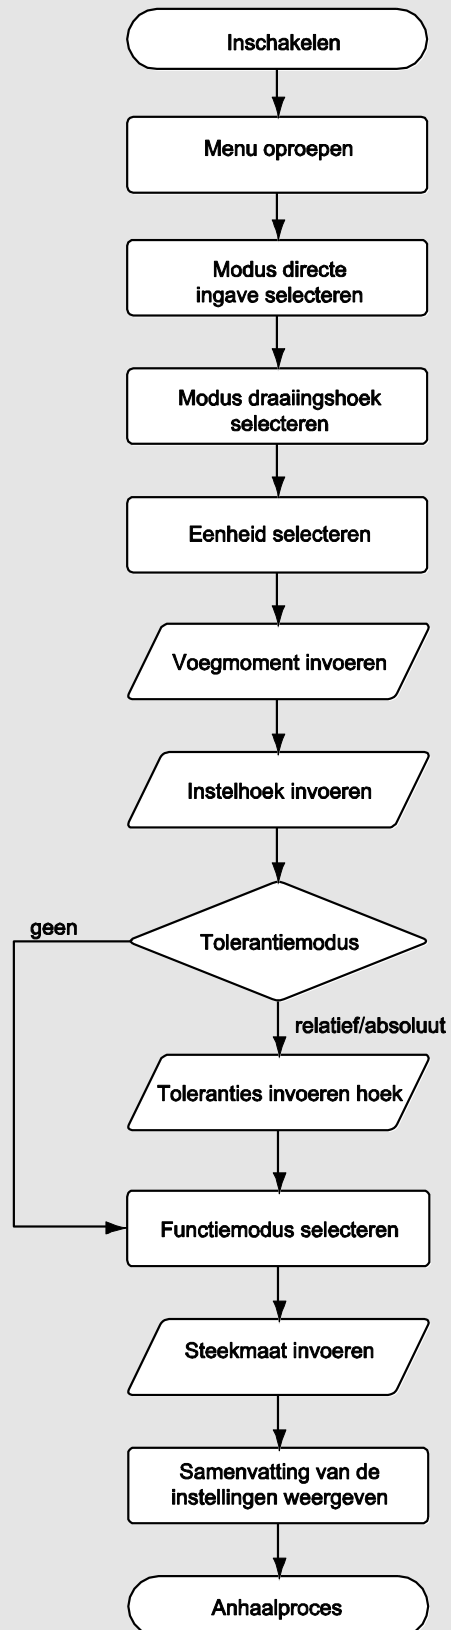 Inschakelen
Menu oproepen
Modus directe
ingave selecteren
Modus draaiingshoek
selecteren
Eenheid selecteren
Voegmoment invoeren
Instelhoek invoeren
geen
Tolerantiemodus
relatief/absoluut
Toleranties invoeren hoek
Functiemodus selecteren
Steekmaat invoeren
Samenvatting van de
instellingen weergeven
Anhaalproces